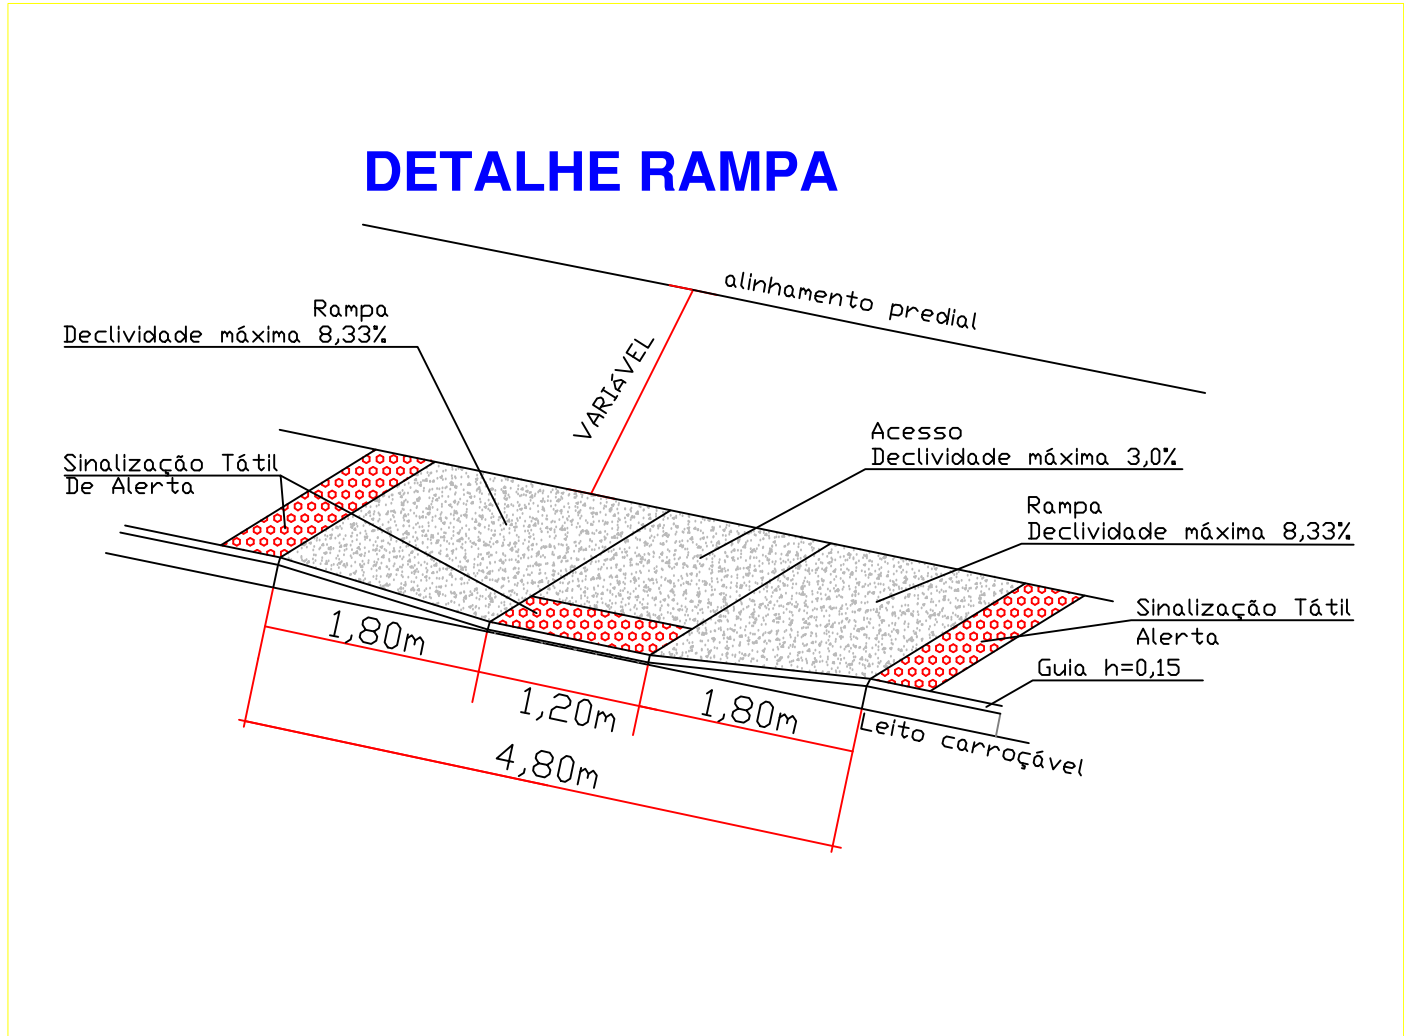 DETALHE RAMPA
alinhamento predial
Rampa
Declividade máxima 8,33%
VARIÁVEL
Acesso
Declividade máxima 3,0%
Sinalização Tátil
De Alerta
Rampa
Declividade máxima 8,33%
Sinalização Tátil
Alerta
Guia h=0,15
1,80m
1,20m
1,80m
Leito carroçável
4,80m